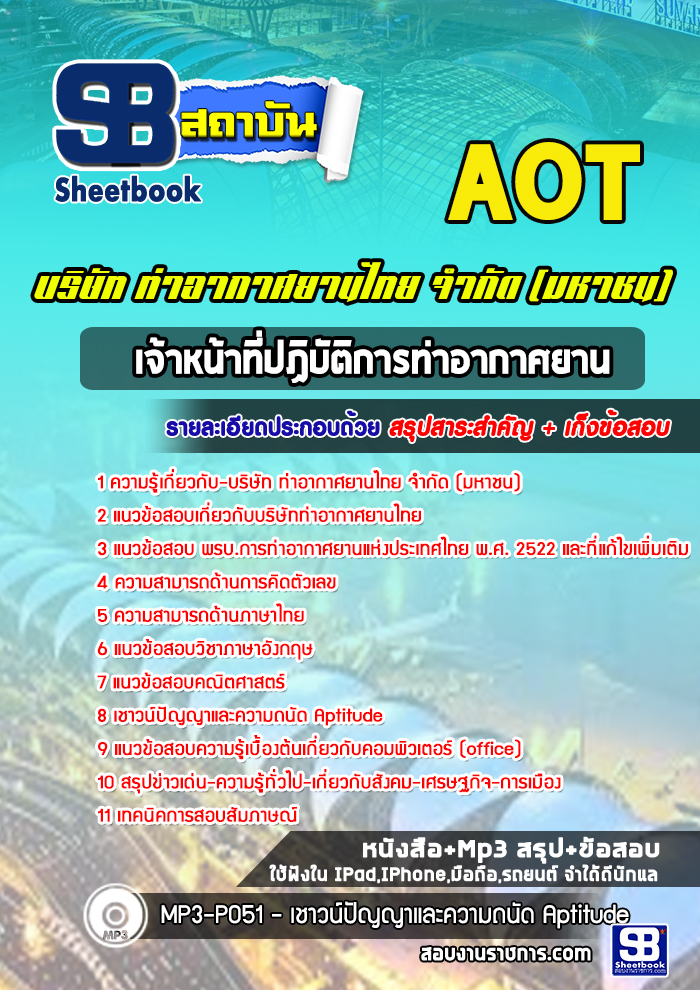 SB
สถาบัน
Sheetbook
AOT
บริษัท ท่าอากาศยานไทย จำกัด (มหาชน)
เจ้าหน้าที่ปฏิบัติการท่าอากาศยาน
รายละเอียดประกอบด้วย สรุปสาระสำคัญ + เก็งข้อสอบ
1 ความรู้เกี่ยวกับ-บริษัท ท่าอากาศยานไทย จำกัด (มหาชน)
2 แนวข้อสอบเกี่ยวกับบริษัทท่าอากาศยานไทย
3 แนวข้อสอบ พรบ.การท่าอากาศยานแห่งประเทศไทย พ.ศ. 2522 และที่แก้ไขเพิ่มเติม
4 ความสามารถด้านการคิดตัวเลข
5 ความสามารถด้านภาษาไทย
6 แนวข้อสอบวิชาภาษาอังกฤษ
7 แนวข้อสอบคณิตศาสตร์
8 เชาวน์ปัญญาและความถนัด Aptitude
9 แนวข้อสอบความรู้เบื้องต้นเกี่ยวกับคอมพิวเตอร์ (office)
10 สรุปข่าวเด่น-ความรู้ทั่วไป-เกี่ยวกับสังคม-เศรษฐกิจ-การเมือง
11 เทคนิคการสอบสัมภาษณ์
หนังสือ+Mp3 สรุป+ข้อสอบ
ใช้ฟังใน IPad,IPhone,มือถือ,รถยนต์ จำได้ดีนักแล
MP3
MP3-P051 - เชาวน์ปัญญาและความถนัด Aptitude
สอบงานราชการ.com
SB
Sheetbook
สอบงานราชการ.com